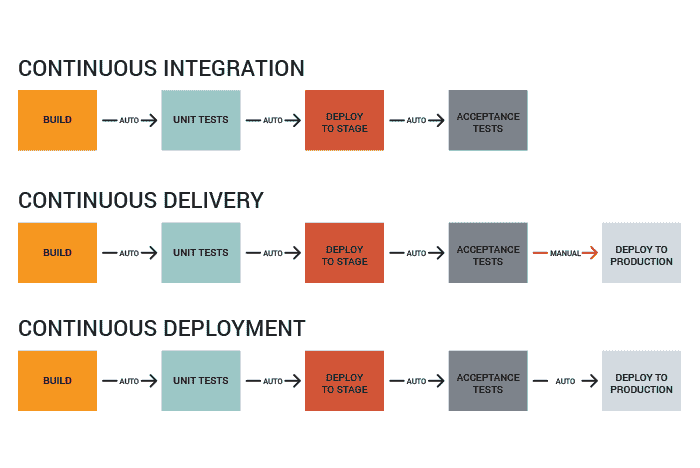 CONTINUOUS INTEGRATION
BUILD
AUTO
UNIT TESTS
AUTO
DEPLOY
TO STAGE
AUTO
ACCEPTANCE
TESTS
CONTINUOUS DELIVERY
BUILD
AUTO
UNIT TESTS
AUTO
DEPLOY
TO STAGE
AUTO
ACCEPTANCE
TESTS
MANUAL
DEPLOY TO
PRODUCTION
CONTINUOUS DEPLOYMENT
BUILD
AUTO
UNIT TESTS
AUTO
DEPLOY
TO STAGE
AUTO
ACCEPTANCE
TESTS
AUTO
DEPLOY TO
PRODUCTION